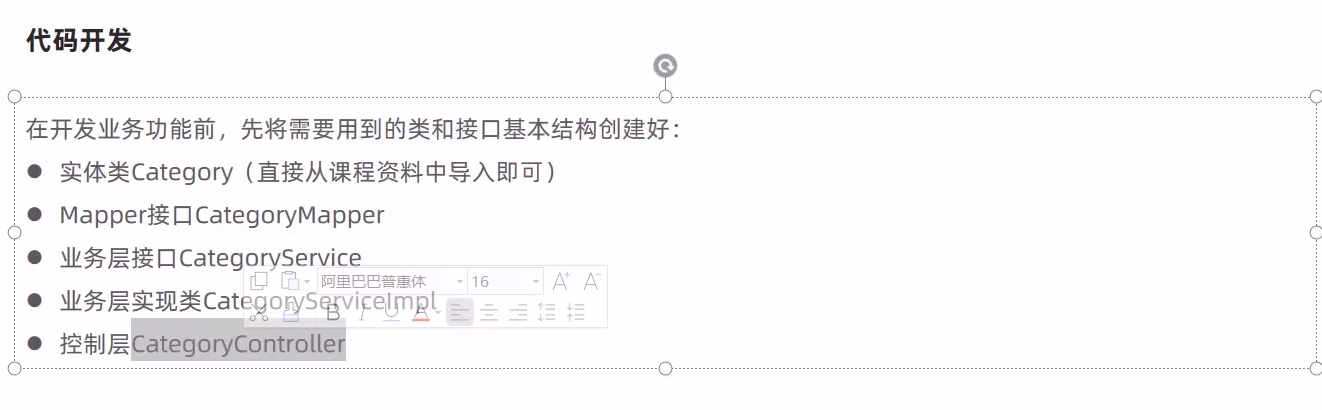 代码开发
在开发业务功能前，先将需要用到的类和接口基本结构创建好：
● 实体类Category（直接从课程资料中导入即可）
● Mapper接口CategoryMapper
● 业务层接口CategoryService
阿里巴巴普惠体 16 A+ A-
● 业务层实现类CategoryServiceImpl
B I U A
● 控制层CategoryController